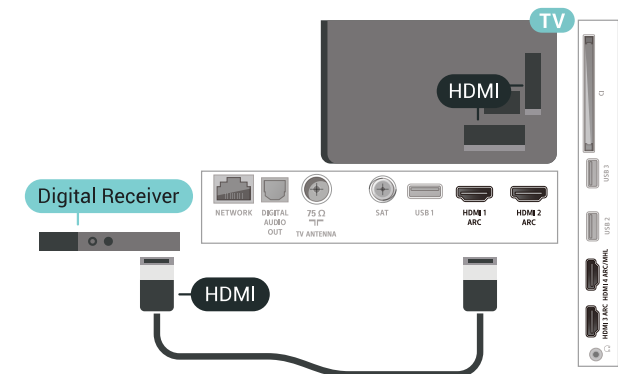 TV
HDMI
CI
USB 3
USB 2
HDMI 4 ARC/MHL
HDMI 3 ARC
Digital Receiver
NETWORK
DIGITAL
AUDIO
OUT
75 Ω
TV ANTENNA
SAT
USB 1
HDMI 1
ARC
HDMI 2
ARC
HDMI